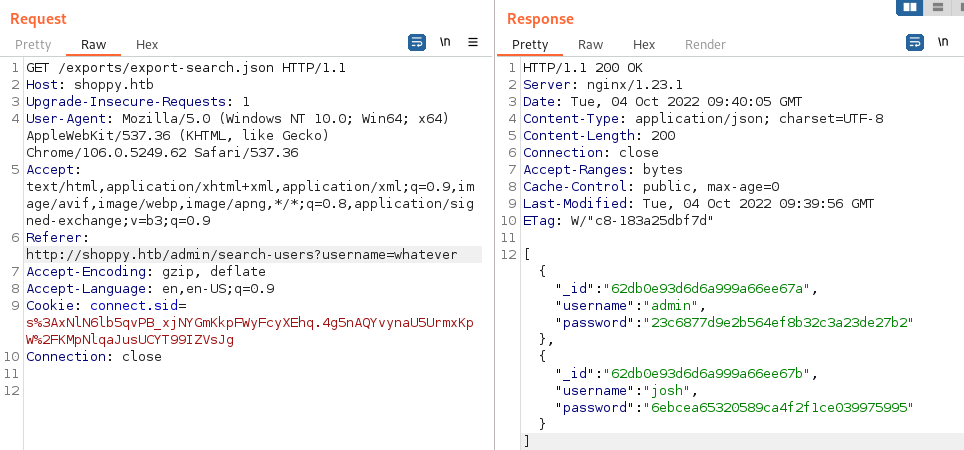 Request
Pretty Raw Hex
\n
1 GET /exports/export-search.json HTTP/1.1
2 Host: shoppy.htb
3 Upgrade-Insecure-Requests: 1
4 User-Agent: Mozilla/5.0 (Windows NT 10.0; Win64; x64)
AppleWebKit/537.36 (KHTML, like Gecko)
Chrome/106.0.5249.62 Safari/537.36
5 Accept:
text/html,application/xhtml+xml,application/xml;q=0.9,im
age/avif,image/webp,image/apng,*/*;q=0.8,application/sig
ned-exchange;v=b3;q=0.9
6 Referer:
http://shoppy.htb/admin/search-users?username=whatever
7 Accept-Encoding: gzip, deflate
8 Accept-Language: en,en-US;q=0.9
9 Cookie: connect.sid=
s%3AxNlN6lb5qvPB_xjNYGmKkpFWyFcyXEhq.4g5nAQYvynaU5UrmxKp
W%2FKMpNlqaJusUCYT99IZVsJg
10 Connection: close
11
12
Response
Pretty Raw Hex Render
\n
1 HTTP/1.1 200 OK
2 Server: nginx/1.23.1
3 Date: Tue, 04 Oct 2022 09:40:05 GMT
4 Content-Type: application/json; charset=UTF-8
5 Content-Length: 200
6 Connection: close
7 Accept-Ranges: bytes
8 Cache-Control: public, max-age=0
9 Last-Modified: Tue, 04 Oct 2022 09:39:56 GMT
10 ETag: W/"c8-183a25dbf7d"
11
12 [
{
"_id":"62db0e93d6d6a999a66ee67a",
"username":"admin",
"password":"23c6877d9e2b564ef8b32c3a23de27b2"
},
{
"_id":"62db0e93d6d6a999a66ee67b",
"username":"josh",
"password":"6ebcea65320589ca4f2f1ce039975995"
}
]